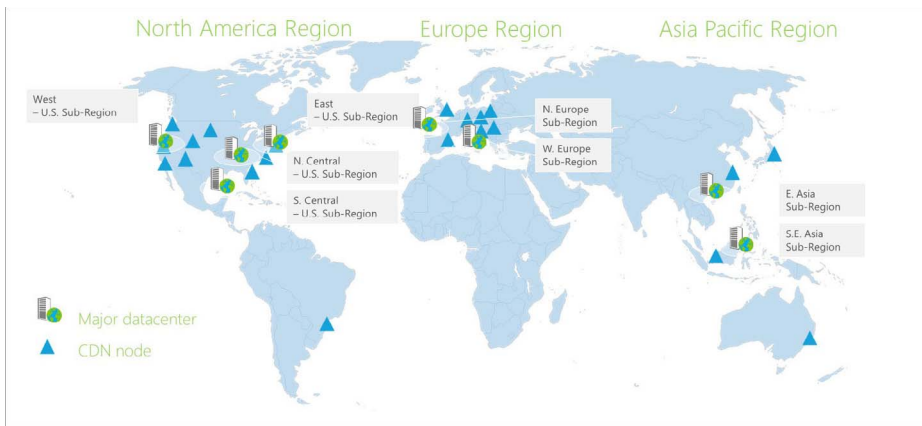 North America Region
Europe Region
Asia Pacific Region
West
– U.S. Sub-Region
East
– U.S. Sub-Region
N. Central
– U.S. Sub-Region
S. Central
– U.S. Sub-Region
N. Europe
Sub-Region
W. Europe
Sub-Region
E. Asia
Sub-Region
S.E. Asia
Sub-Region
Major datacenter
CDN node